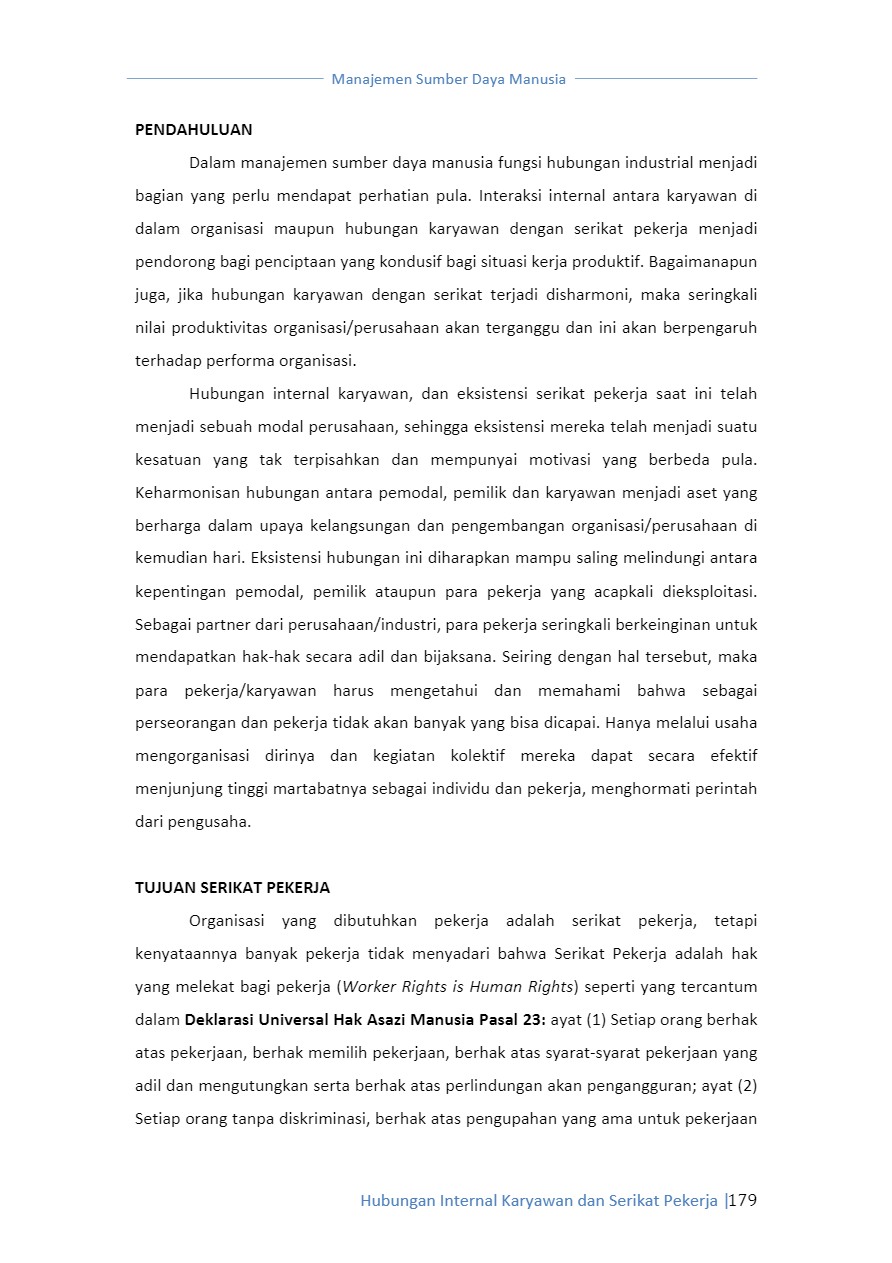 Manajemen Sumber Daya Manusia
PENDAHULUAN
Dalam manajemen sumber daya manusia fungsi hubungan industrial menjadi
bagian yang perlu mendapat perhatian pula. Interaksi internal antara karyawan di
dalam organisasi maupun hubungan karyawan dengan serikat pekerja menjadi
pendorong bagi penciptaan yang kondusif bagi situasi kerja produktif. Bagaimanapun
juga, jika hubungan karyawan dengan serikat terjadi disharmoni, maka seringkali
nilai produktivitas organisasi/perusahaan akan terganggu dan ini akan berpengaruh
terhadap performa organisasi.
Hubungan internal karyawan, dan eksistensi serikat pekerja saat ini telah
menjadi sebuah modal perusahaan, sehingga eksistensi mereka telah menjadi suatu
kesatuan yang tak terpisahkan dan mempunyai motivasi yang berbeda pula.
Keharmonisan hubungan antara pemodal, pemilik dan karyawan menjadi aset yang
berharga dalam upaya kelangsungan dan pengembangan organisasi/perusahaan di
kemudian hari. Eksistensi hubungan ini diharapkan mampu saling melindungi antara
kepentingan pemodal, pemilik ataupun para pekerja yang acapkali dieksploitasi.
Sebagai partner dari perusahaan/industri, para pekerja seringkali berkeinginan untuk
mendapatkan hak-hak secara adil dan bijaksana. Seiring dengan hal tersebut, maka
para pekerja/karyawan harus mengetahui dan memahami bahwa sebagai
perseorangan dan pekerja tidak akan banyak yang bisa dicapai. Hanya melalui usaha
mengorganisasi dirinya dan kegiatan kolektif mereka dapat secara efektif
menjunjung tinggi martabatnya sebagai individu dan pekerja, menghormati perintah
dari pengusaha.
TUJUAN SERIKAT PEKERJA
Organisasi yang dibutuhkan pekerja adalah serikat pekerja, tetapi
kenyataannya banyak pekerja tidak menyadari bahwa Serikat Pekerja adalah hak
yang melekat bagi pekerja (Worker Rights is Human Rights) seperti yang tercantum
dalam Deklarasi Universal Hak Asazi Manusia Pasal 23: ayat (1) Setiap orang berhak
atas pekerjaan, berhak memilih pekerjaan, berhak atas syarat-syarat pekerjaan yang
adil dan mengutungkan serta berhak atas perlindungan akan pengangguran; ayat (2)
Setiap orang tanpa diskriminasi, berhak atas pengupahan yang ama untuk pekerjaan
Hubungan Internal Karyawan dan Serikat Pekerja |179